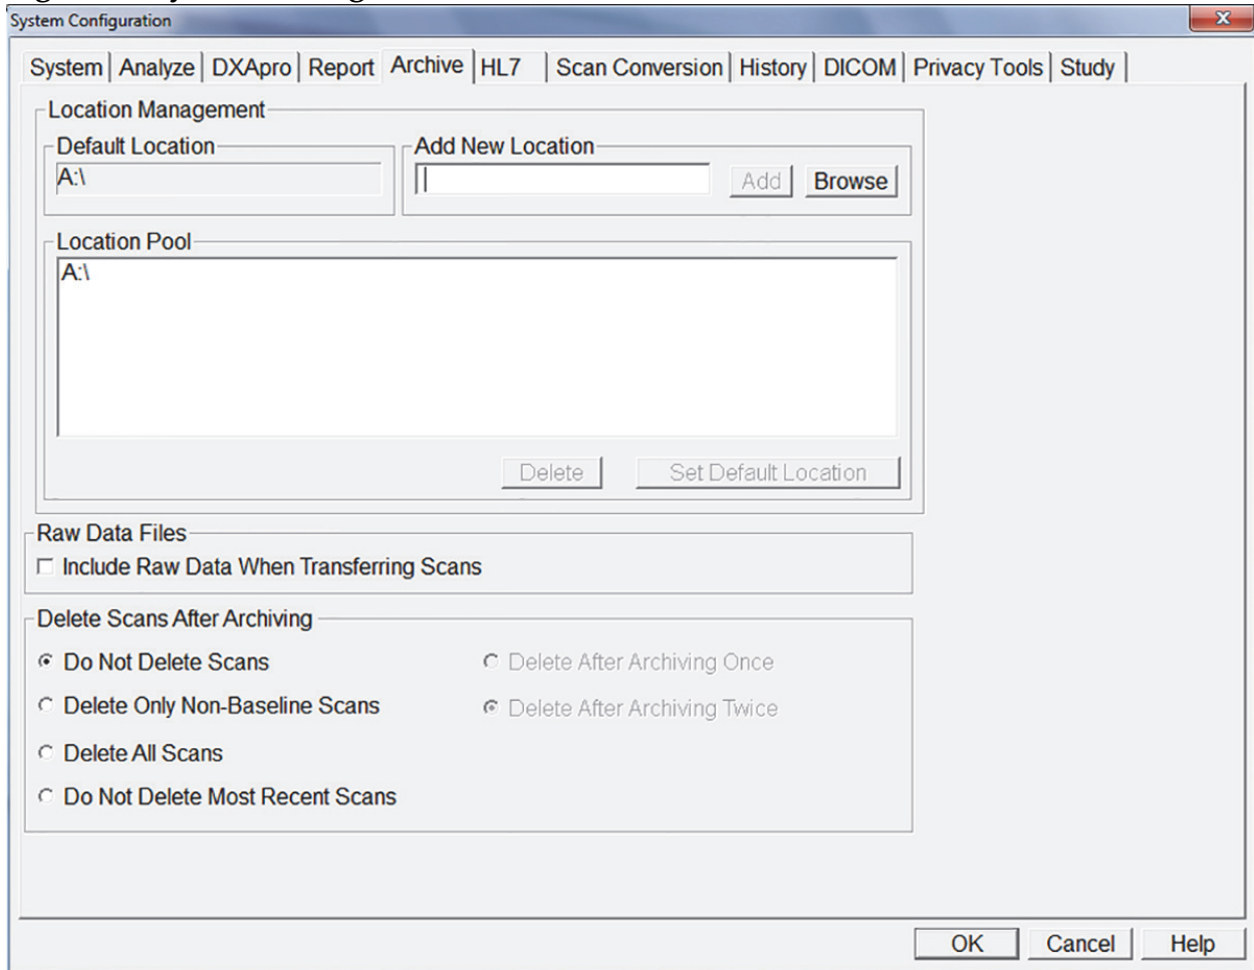 System Configuration
System Analyze DXApro Report Archive HL7 Scan Conversion History DICOM Privacy Tools Study
Location Management
Default Location
A:\
Add New Location
Add Browse
Location Pool
A:\
Delete Set Default Location
Raw Data Files
Include Raw Data When Transferring Scans
Delete Scans After Archiving
Do Not Delete Scans Delete After Archiving Once
Delete Only Non-Baseline Scans Delete After Archiving Twice
Delete All Scans
Do Not Delete Most Recent Scans
OK Cancel Help